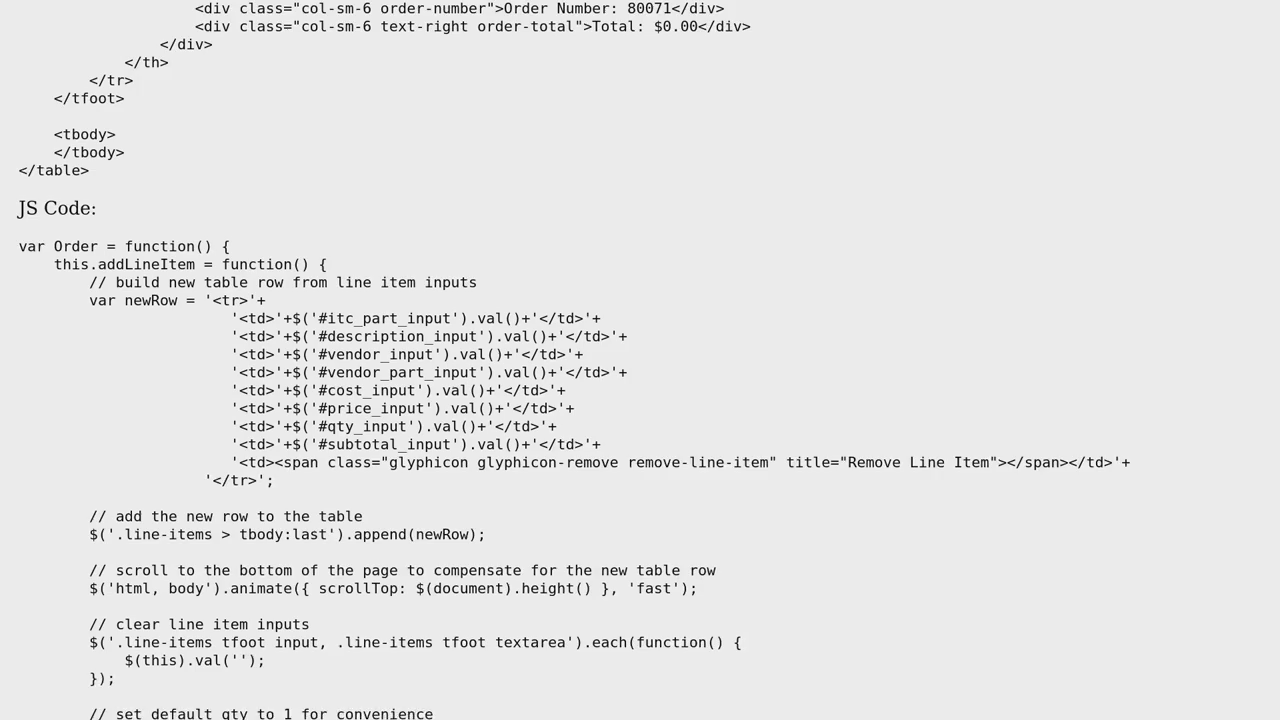 <div class="col-sm-6 order-number">Order Number: 80071</div>
<div class="col-sm-6 text-right order-total">Total: $0.00</div>
</div>
</th>
</tr>
</tfoot>
<tbody>
</tbody>
</table>
JS Code:
var Order = function() {
this.addLineItem = function() {
// build new table row from line item inputs
var newRow = '<tr>'+
'<td>'+$('#itc_part_input').val()+'</td>'+
'<td>'+$('#description_input').val()+'</td>'+
'<td>'+$('#vendor_input').val()+'</td>'+
'<td>'+$('#vendor_part_input').val()+'</td>'+
'<td>'+$('#cost_input').val()+'</td>'+
'<td>'+$('#price_input').val()+'</td>'+
'<td>'+$('#qty_input').val()+'</td>'+
'<td>'+$('#subtotal_input').val()+'</td>'+
'<td><span class="glyphicon glyphicon-remove remove-line-item" title="Remove Line Item"></span></td>'+
'</tr>';
// add the new row to the table
$('.line-items > tbody:last').append(newRow);
// scroll to the bottom of the page to compensate for the new table row
$('html, body').animate({ scrollTop: $(document).height() }, 'fast');
// clear line item inputs
$('.line-items tfoot input, .line-items tfoot textarea').each(function() {
$(this).val('');
});
// set default qty to 1 for convenience